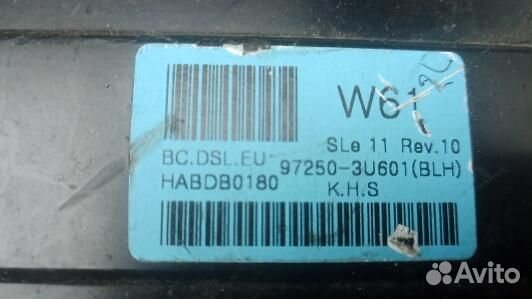 W61
SLe 11 Rev.10
BC.DSL.EU 97250-3U601(BLH)
HABDB0180 K.H.S
Avito